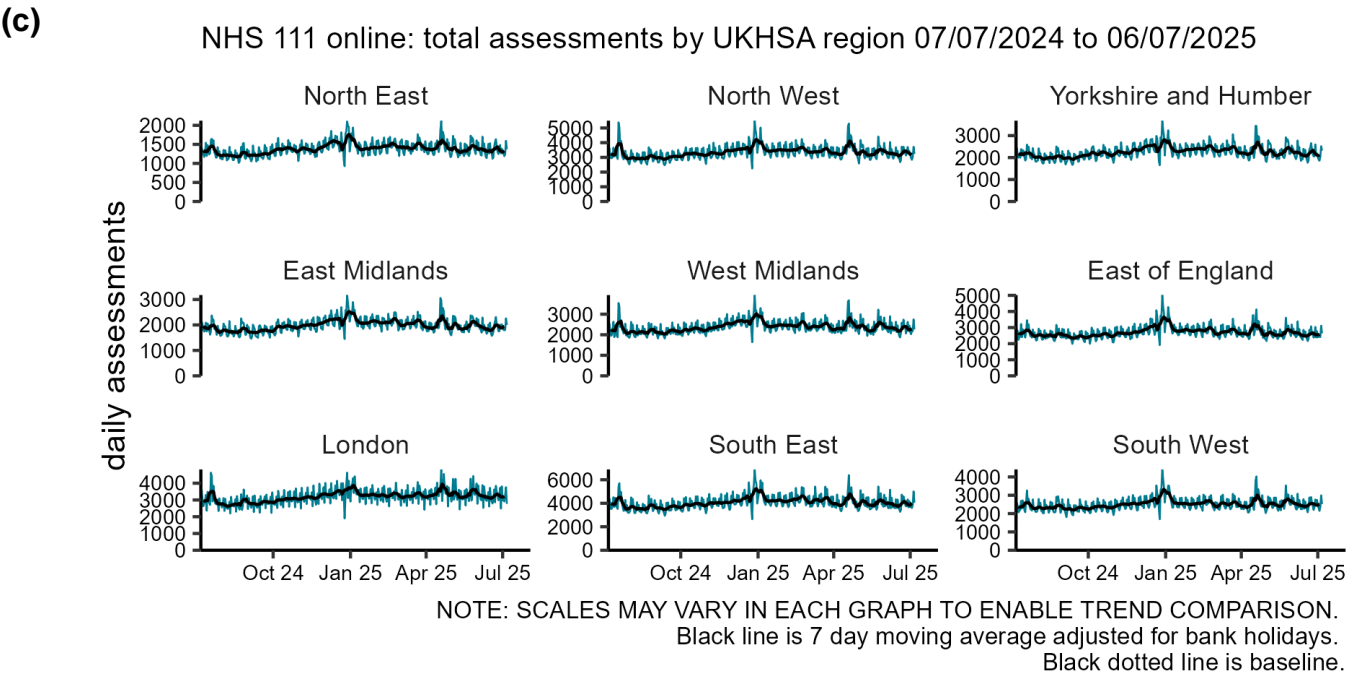 (c)
NHS 111 online: total assessments by UKHSA region 07/07/2024 to 06/07/2025
daily assessments
North East
2000
1500
1000
500
0
North West
5000
4000
3000
2000
1000
0
Yorkshire and Humber
3000
2000
1000
0
East Midlands
3000
2000
1000
0
West Midlands
3000
2000
1000
0
East of England
5000
4000
3000
2000
1000
0
London
4000
3000
2000
1000
0
Oct 24 Jan 25 Apr 25 Jul 25
South East
6000
4000
2000
0
Oct 24 Jan 25 Apr 25 Jul 25
South West
4000
3000
2000
1000
0
Oct 24 Jan 25 Apr 25 Jul 25
NOTE: SCALES MAY VARY IN EACH GRAPH TO ENABLE TREND COMPARISON.
Black line is 7 day moving average adjusted for bank holidays.
Black dotted line is baseline.